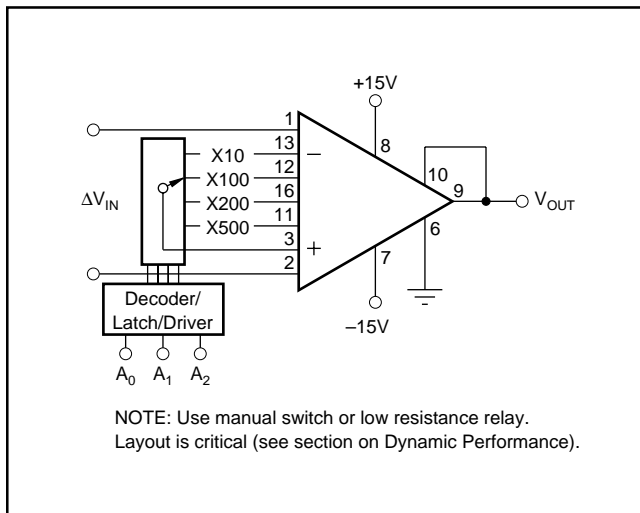 +15V
1
8
13
X10
–
12
10
X100
16
9
ΔV_IN
X200
V_OUT
11
X500
3
+
6
2
7
Decoder/
Latch/Driver
–15V
A_0 A_1 A_2
NOTE: Use manual switch or low resistance relay.
Layout is critical (see section on Dynamic Performance).